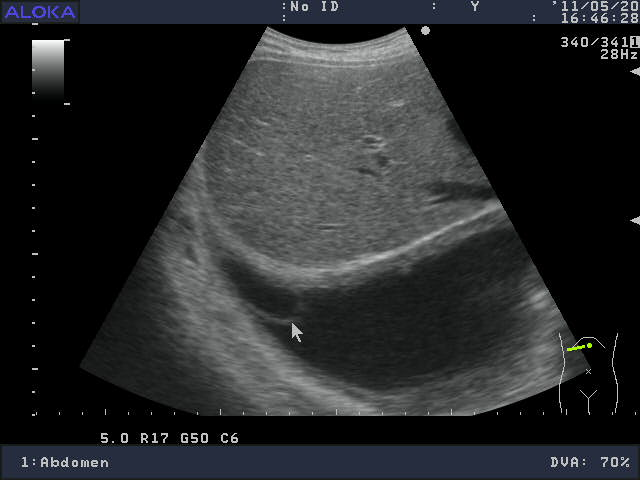 ALOKA :No ID : Y '11/05/20
: : 16:46:28
340/341
28Hz
5.0 R17 G50 C6
1:Abdomen DVA: 70%